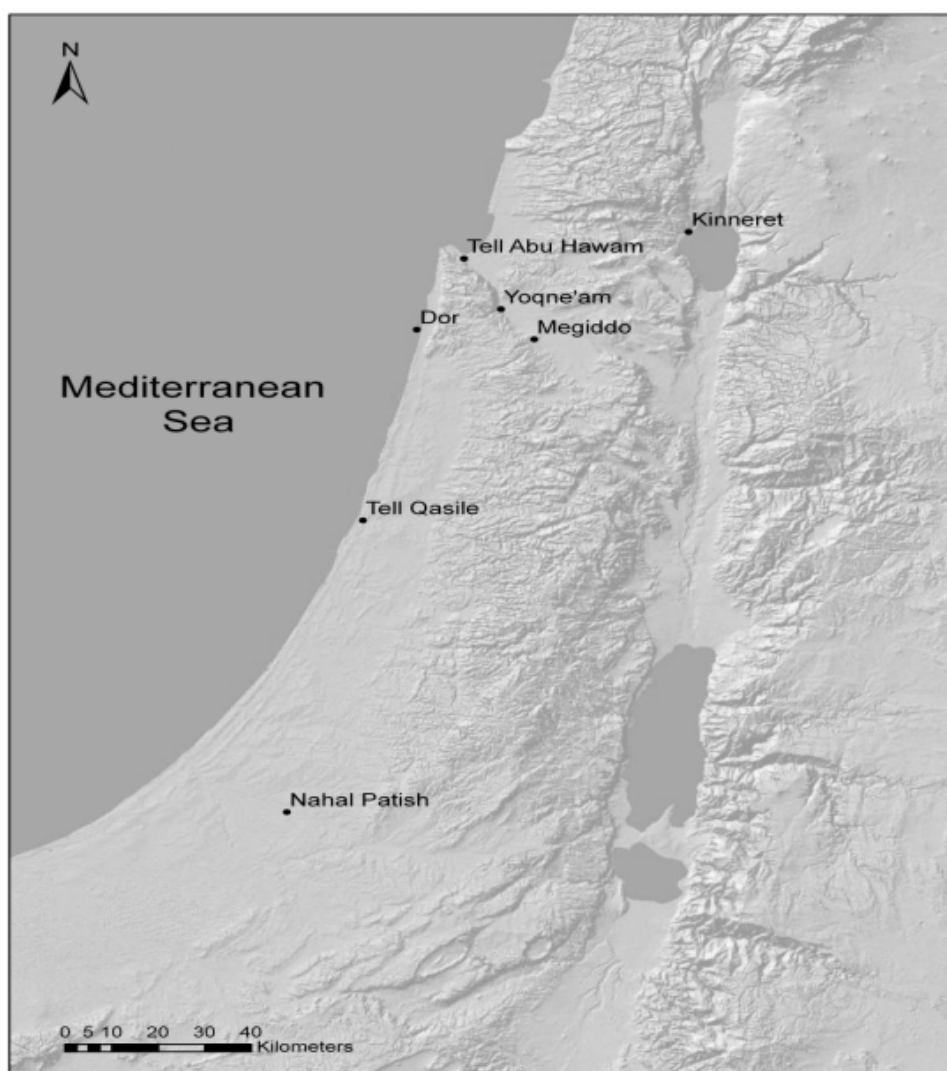 N
Kinneret
Tell Abu Hawam
Yoqne'am
Dor
Megiddo
Mediterranean
Sea
Tell Qasile
Nahal Patish
0 5 10 20 30 40
Kilometers